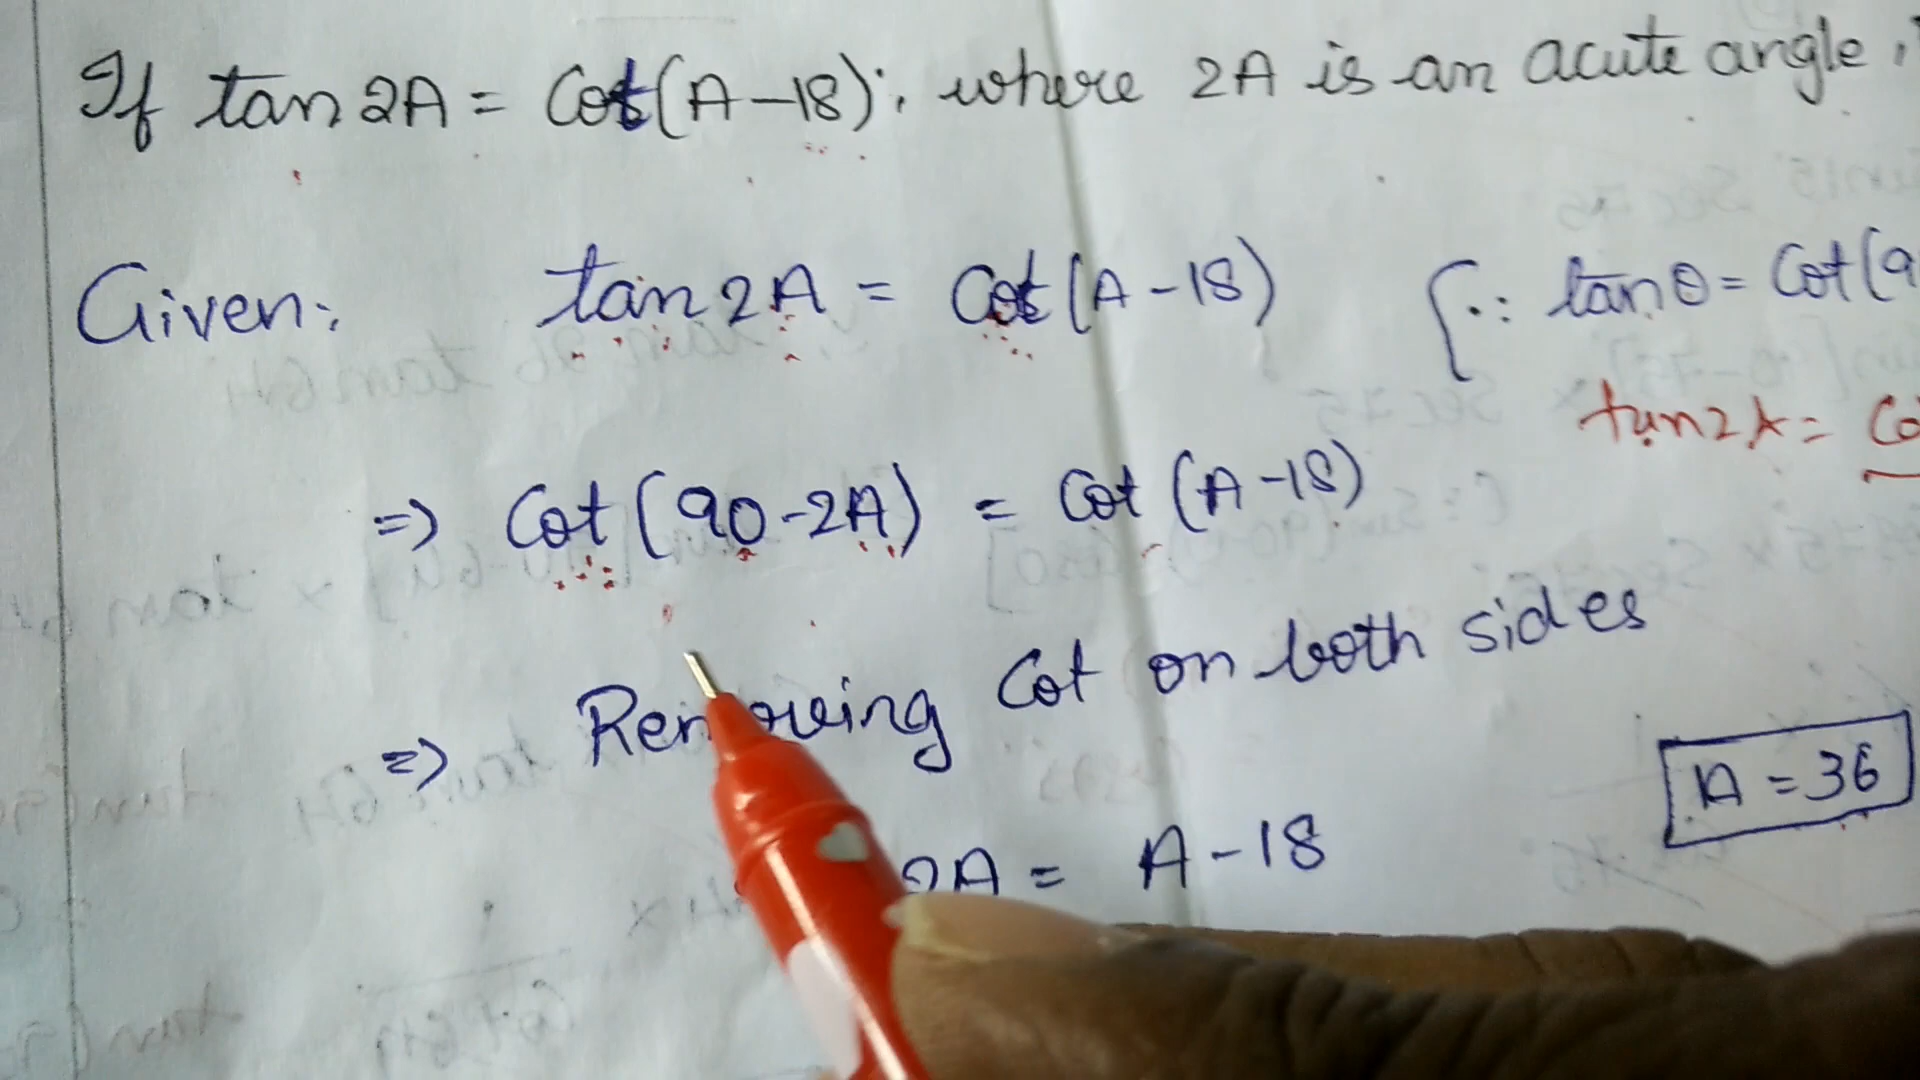 If tan 2A = Cot(A-18); where 2A is an acute angle,
Given: tan 2A = Cot(A-18) {∵ tan θ = Cot(9
tan 2A = Co
=> Cot(90-2A) = Cot(A-18)
=> Removing Cot on both sides
A = 36
2A = A-18